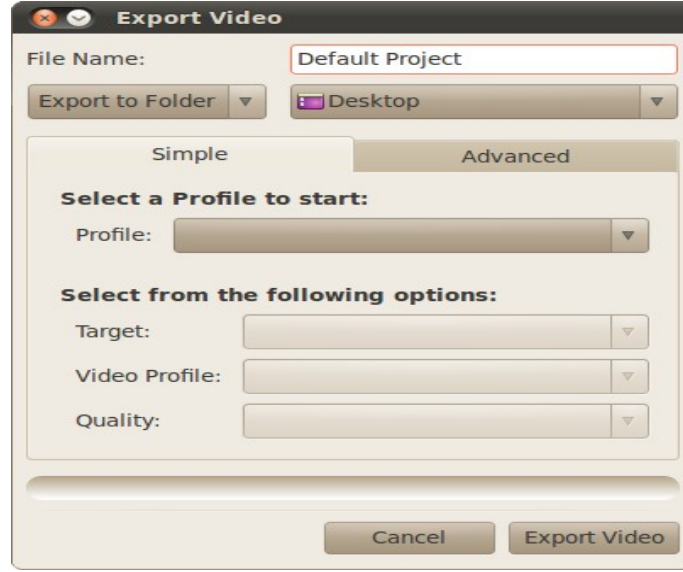 Export Video
File Name: Default Project
Export to Folder Desktop
Simple Advanced
Select a Profile to start:
Profile:
Select from the following options:
Target:
Video Profile:
Quality:
Cancel Export Video